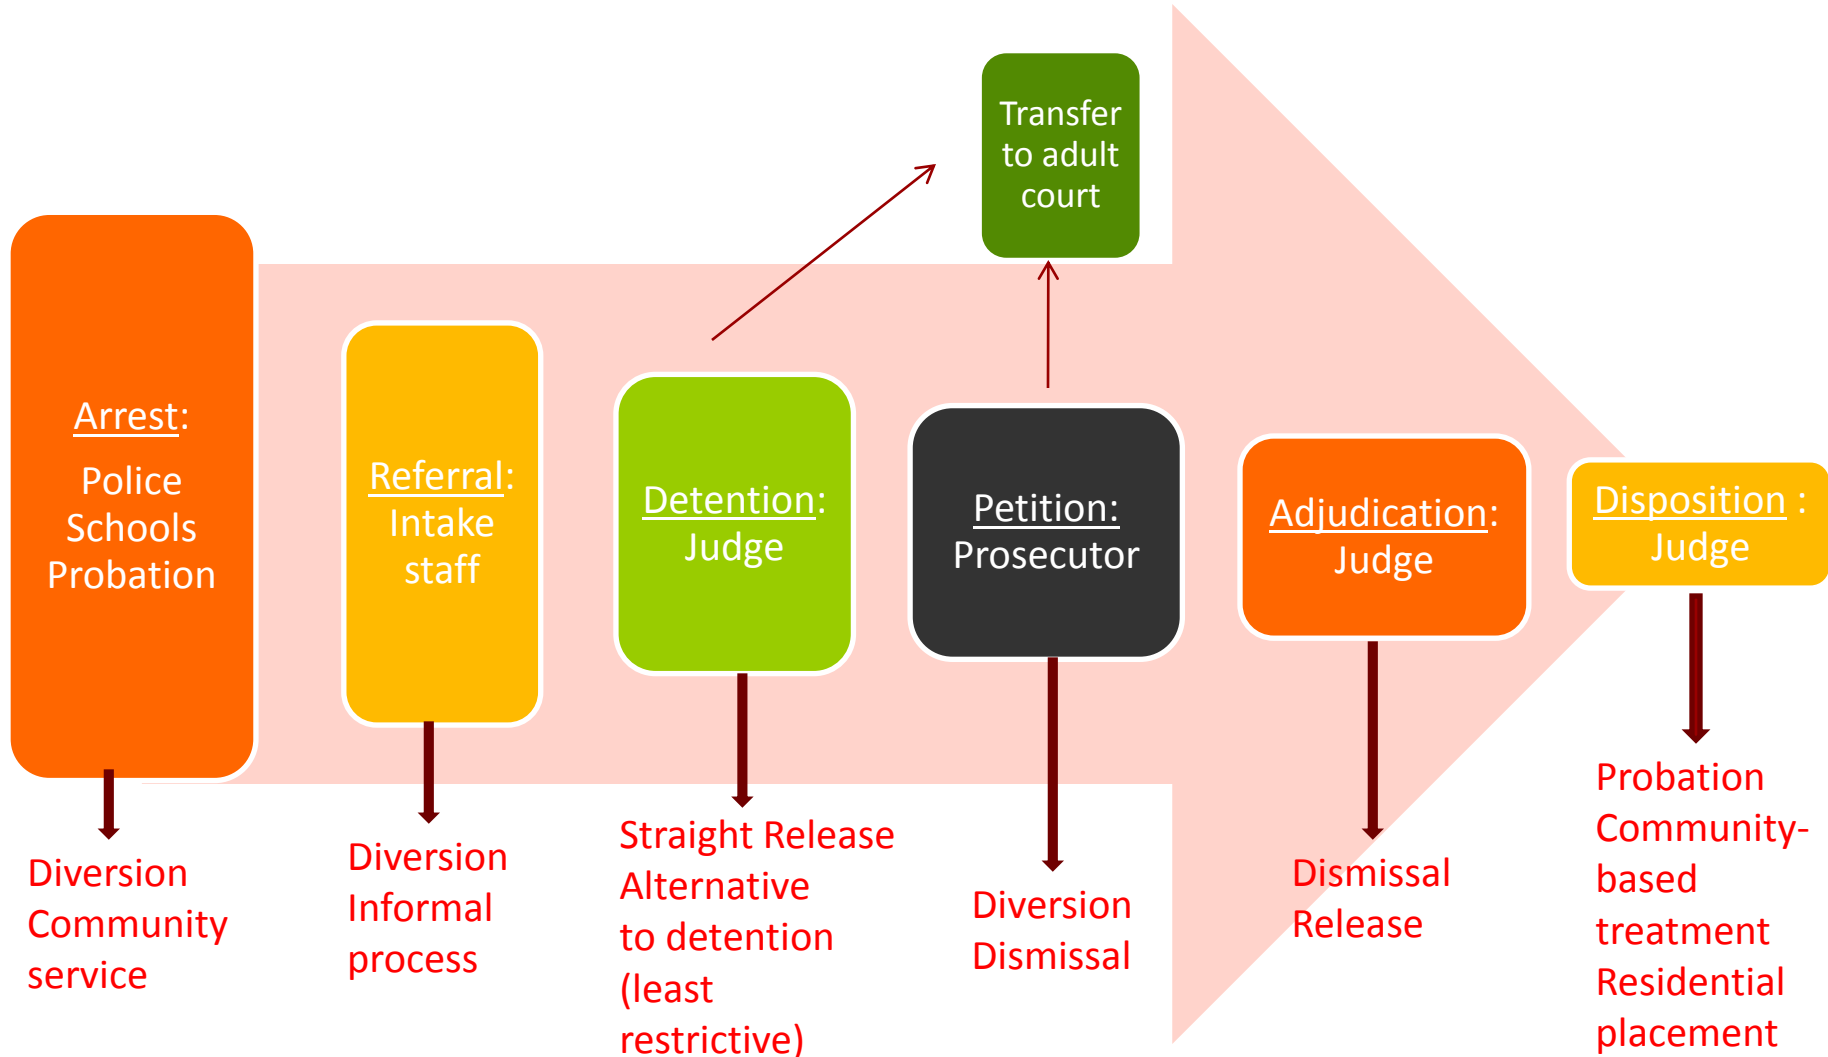 Transfer
to adult
court
Arrest:
Police
Schools
Probation
Referral:
Intake
staff
Detention:
Judge
Petition:
Prosecutor
Adjudication:
Judge
Disposition :
Judge
Diversion
Community
service
Diversion
Informal
process
Straight Release
Alternative
to detention
(least
restrictive)
Diversion
Dismissal
Dismissal
Release
Probation
Community-
based
treatment
Residential
placement